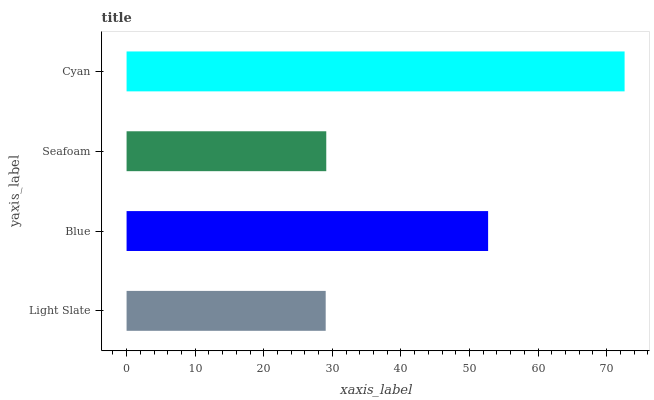 title
Cyan
Seafoam
Blue
Light Slate
yaxis_label
0 10 20 30 40 50 60 70
xaxis_label